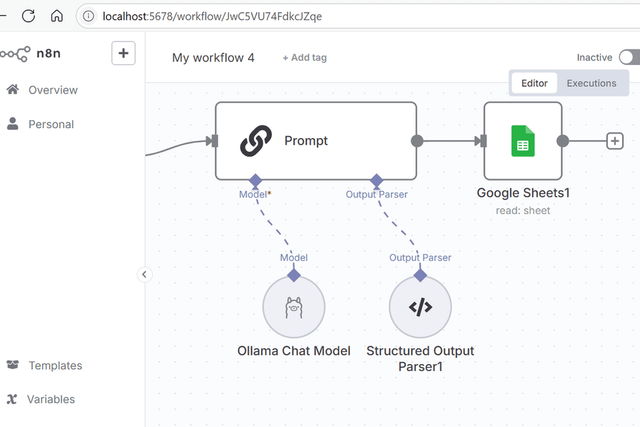 localhost:5678/workflow/JwC5VU74FdkcJZqe
n8n
+
My workflow 4
+ Add tag
Inactive
Editor
Executions
Overview
Personal
Prompt
Model*
Output Parser
Google Sheets1
read: sheet
Model
Output Parser
Ollama Chat Model
Structured Output
Parser1
Templates
Variables